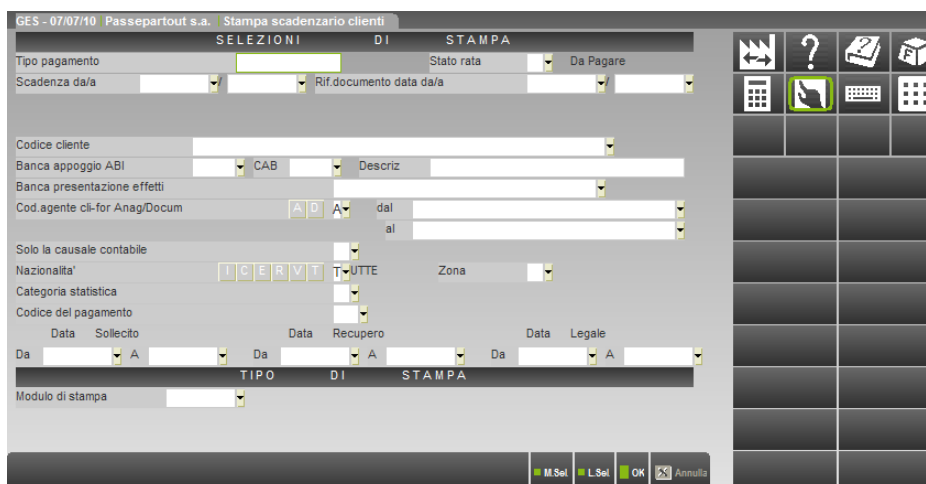 GES - 07/07/10 Passepartout s.a. Stampa scadenzario clienti
SELEZIONI DI STAMPA
Tipo pagamento Stato rata Da Pagare
Scadenza da/a / Rif.documento data da/a /
Codice cliente
Banca appoggio ABI CAB Descriz
Banca presentazione effetti
Cod.agente cli-for Anag/Docum A D A dal
al
Solo la causale contabile
Nazionalita' I C E R V T T UTTE Zona
Categoria statistica
Codice del pagamento
Data Sollecito Data Recupero Data Legale
Da A Da A Da A
TIPO DI STAMPA
Modulo di stampa
M.Sel L.Sel OK Annulla